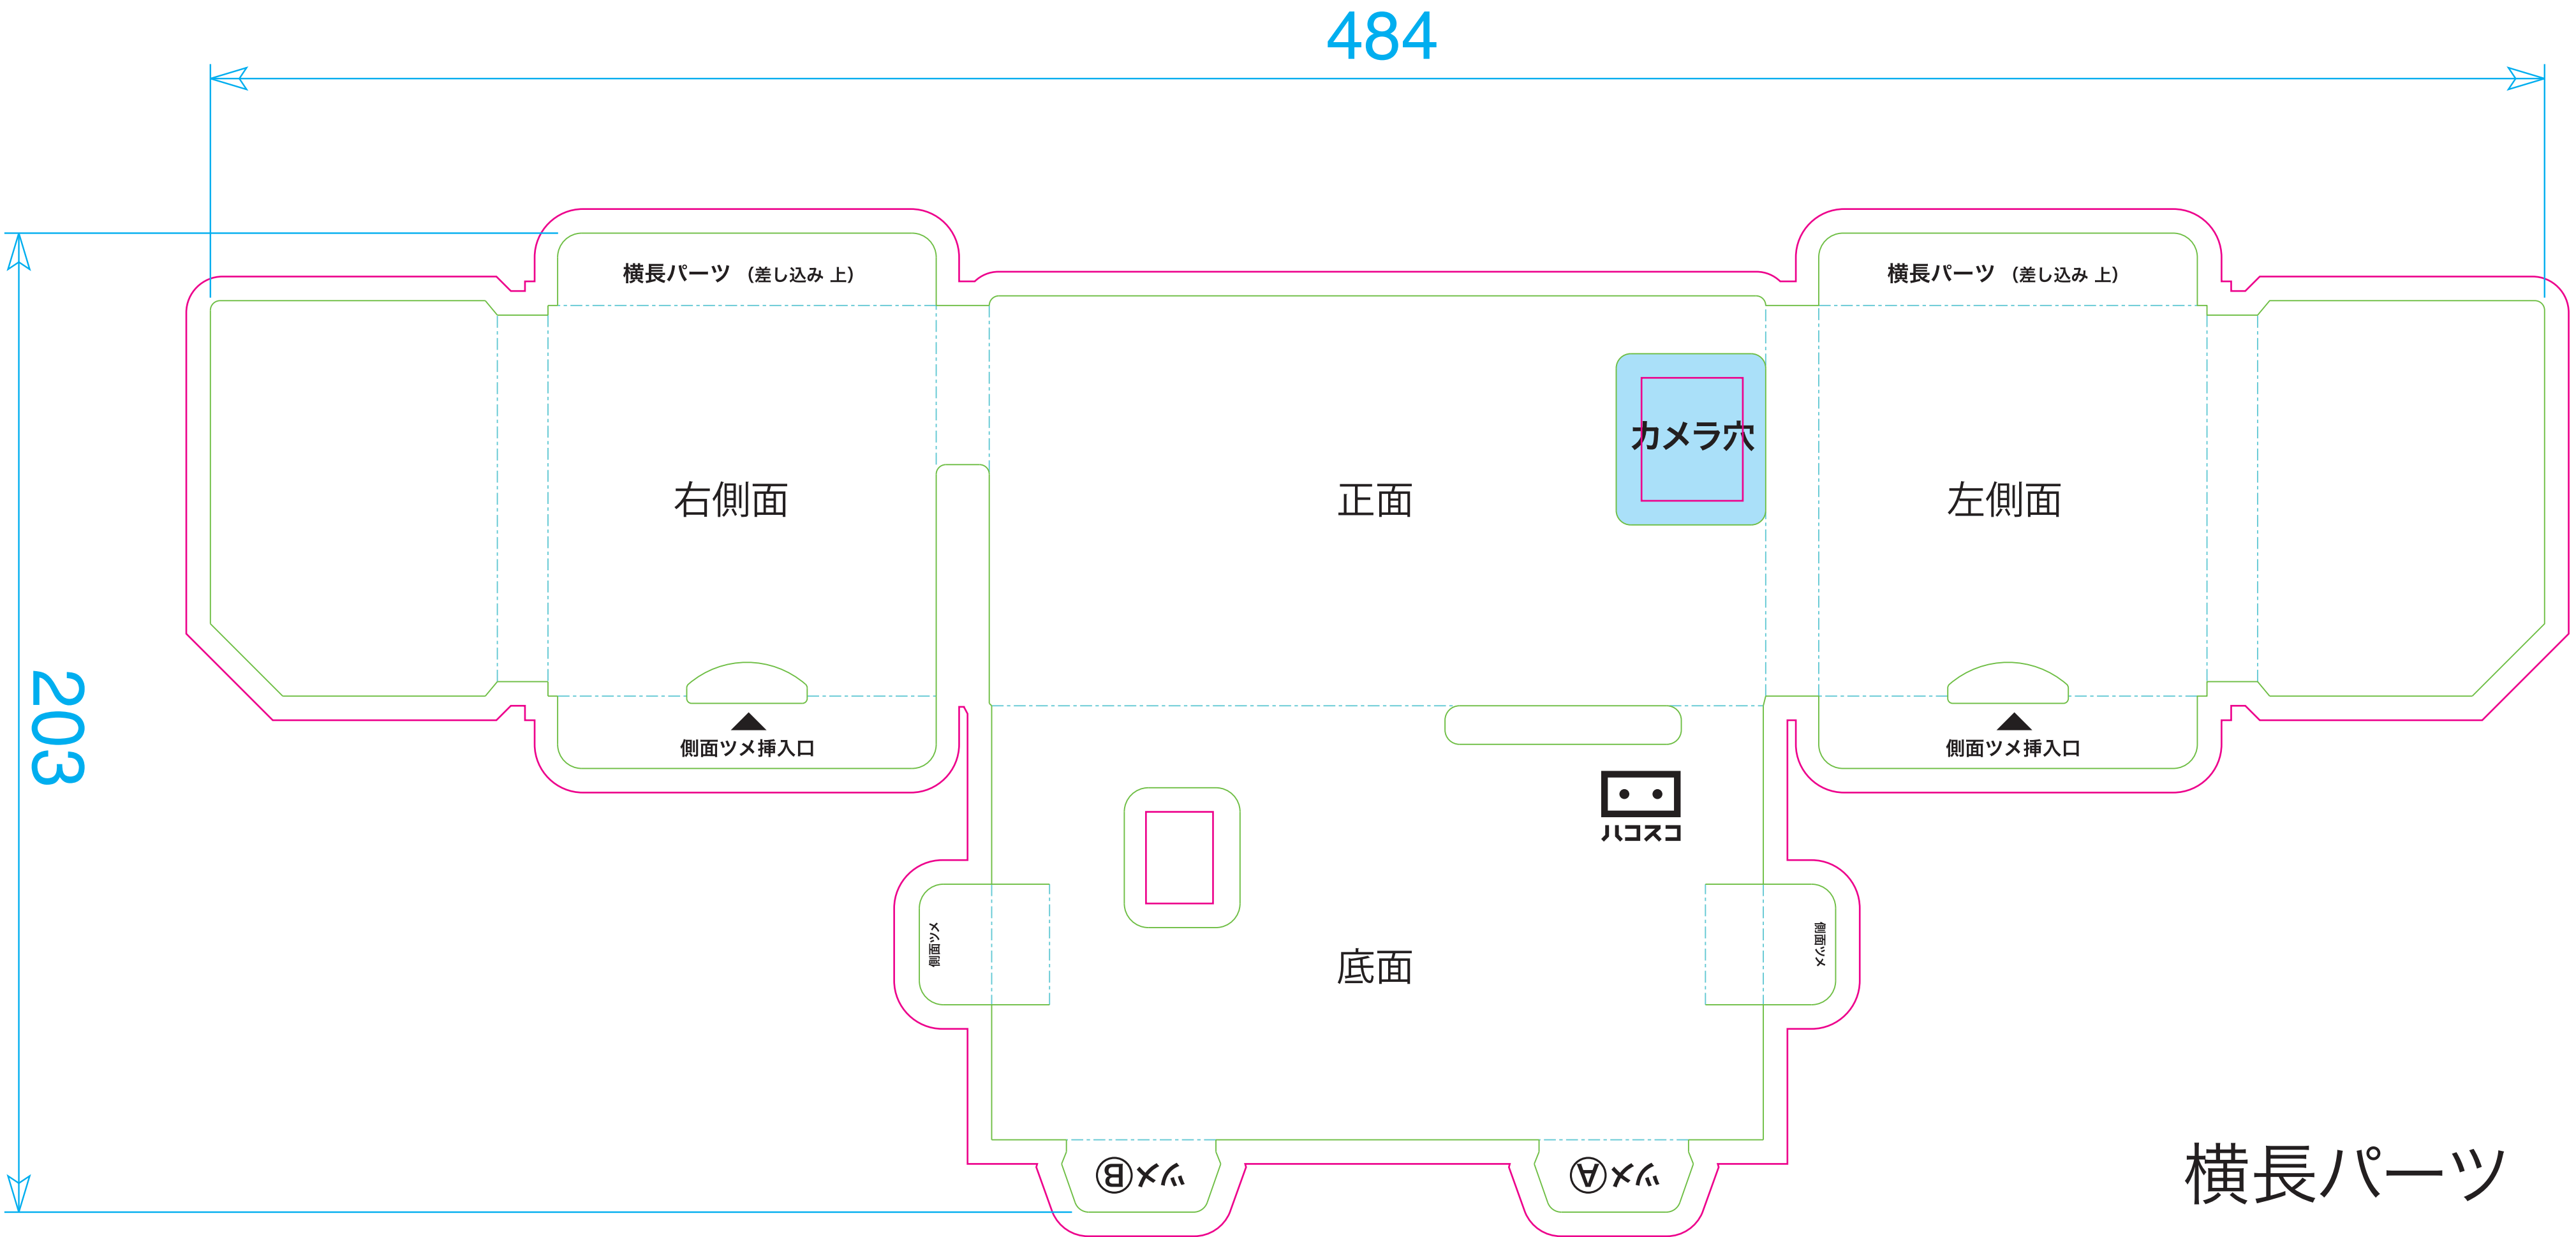 484
横長パーツ （差し込み 上）
横長パーツ （差し込み 上）
カメラ穴
右側面
正面
左側面
203
側面ツメ挿入口
側面ツメ挿入口
ハコスコ
側面ツメ
側面ツメ
底面
ツメⒷ
ツメⒶ
横長パーツ